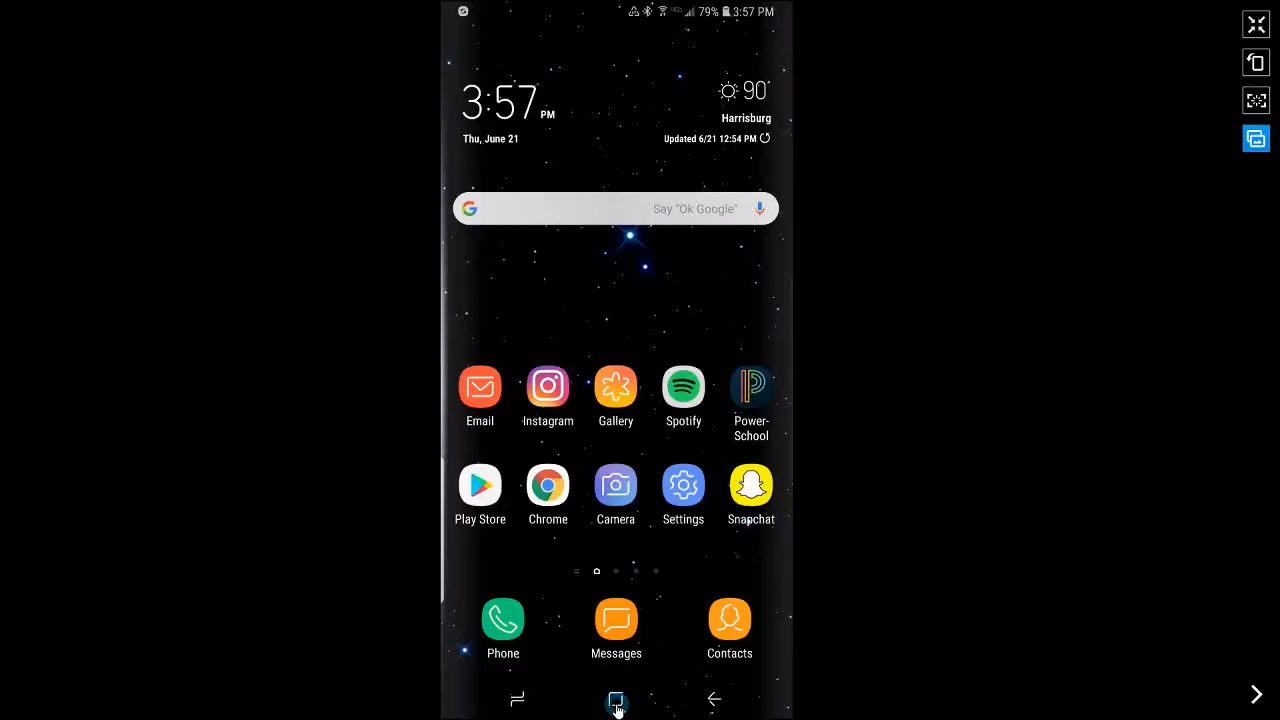 79% 3:57 PM
3:57 PM
90°
Harrisburg
Thu, June 21
Updated 6/21 12:54 PM
Say "Ok Google"
Email
Instagram
Gallery
Spotify
Power-
School
Play Store
Chrome
Camera
Settings
Snapchat
Phone
Messages
Contacts